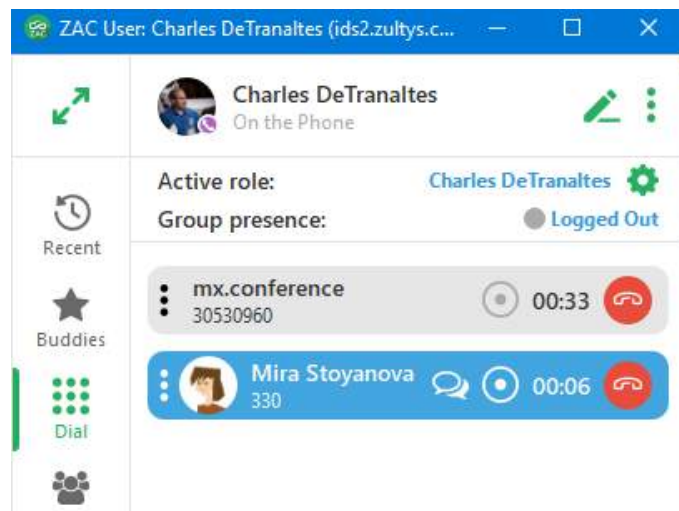 ZAC User: Charles DeTranaltes (ids2.zultys.c...
Charles DeTranaltes
On the Phone
Active role: Charles DeTranaltes
Group presence: Logged Out
Recent
Buddies
Dial
mx.conference
30530960
00:33
Mira Stoyanova
330
00:06